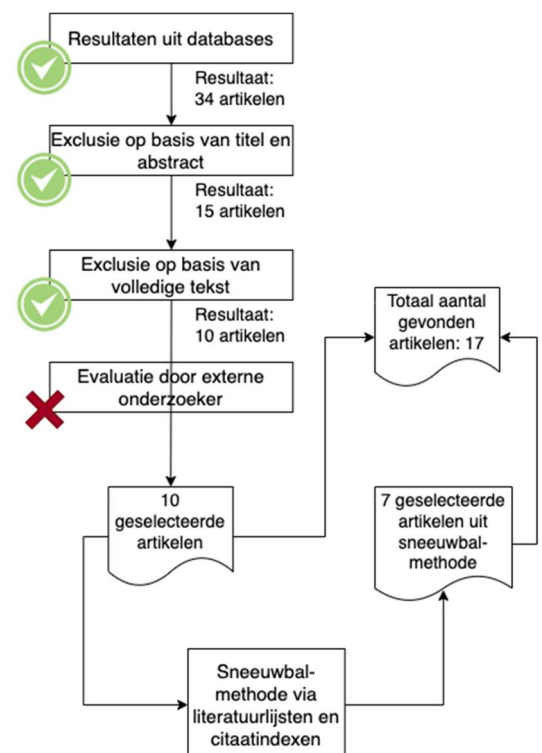 Resultaten uit databases
Resultaat:
34 artikelen
Exclusie op basis van titel en
abstract
Resultaat:
15 artikelen
Exclusie op basis van
volledige tekst
Resultaat:
10 artikelen
Evaluatie door externe
onderzoeker
10
geselecteerde
artikelen
Sneeuwbal-
methode via
literatuurlijsten en
citaatindexen
7 geselecteerde
artikelen uit
sneeuwbal-
methode
Totaal aantal
gevonden
artikelen: 17